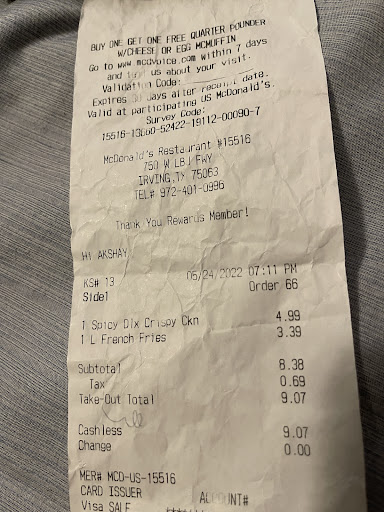 BUY ONE GET ONE FREE QUARTER POUNDER
W/CHEESE OR EGG MCMUFFIN
Go to www.mcdvoice.com within 7 days
and tell us about your visit.
Validation Code:
Expires 30 days after receipt date.
Valid at participating US McDonald's.
Survey Code:
15516-13660-52422-19112-00090-7
McDonald's Restaurant #15516
750 W LBJ FWY
IRVING,TX 75063
TEL# 972-401-0996
Thank You Rewards Member!
Hi AKSHAY
KS# 13 06/24/2022 07:11 PM
Side1 Order 66
1 Spicy Dlx Crispy Ckn 4.99
1 L French Fries 3.39
Subtotal 8.38
Tax 0.69
Take-Out Total 9.07
Cashless 9.07
Change 0.00
MER# MCD-US-15516
CARD ISSUER ACCOUNT#
Visa SALE